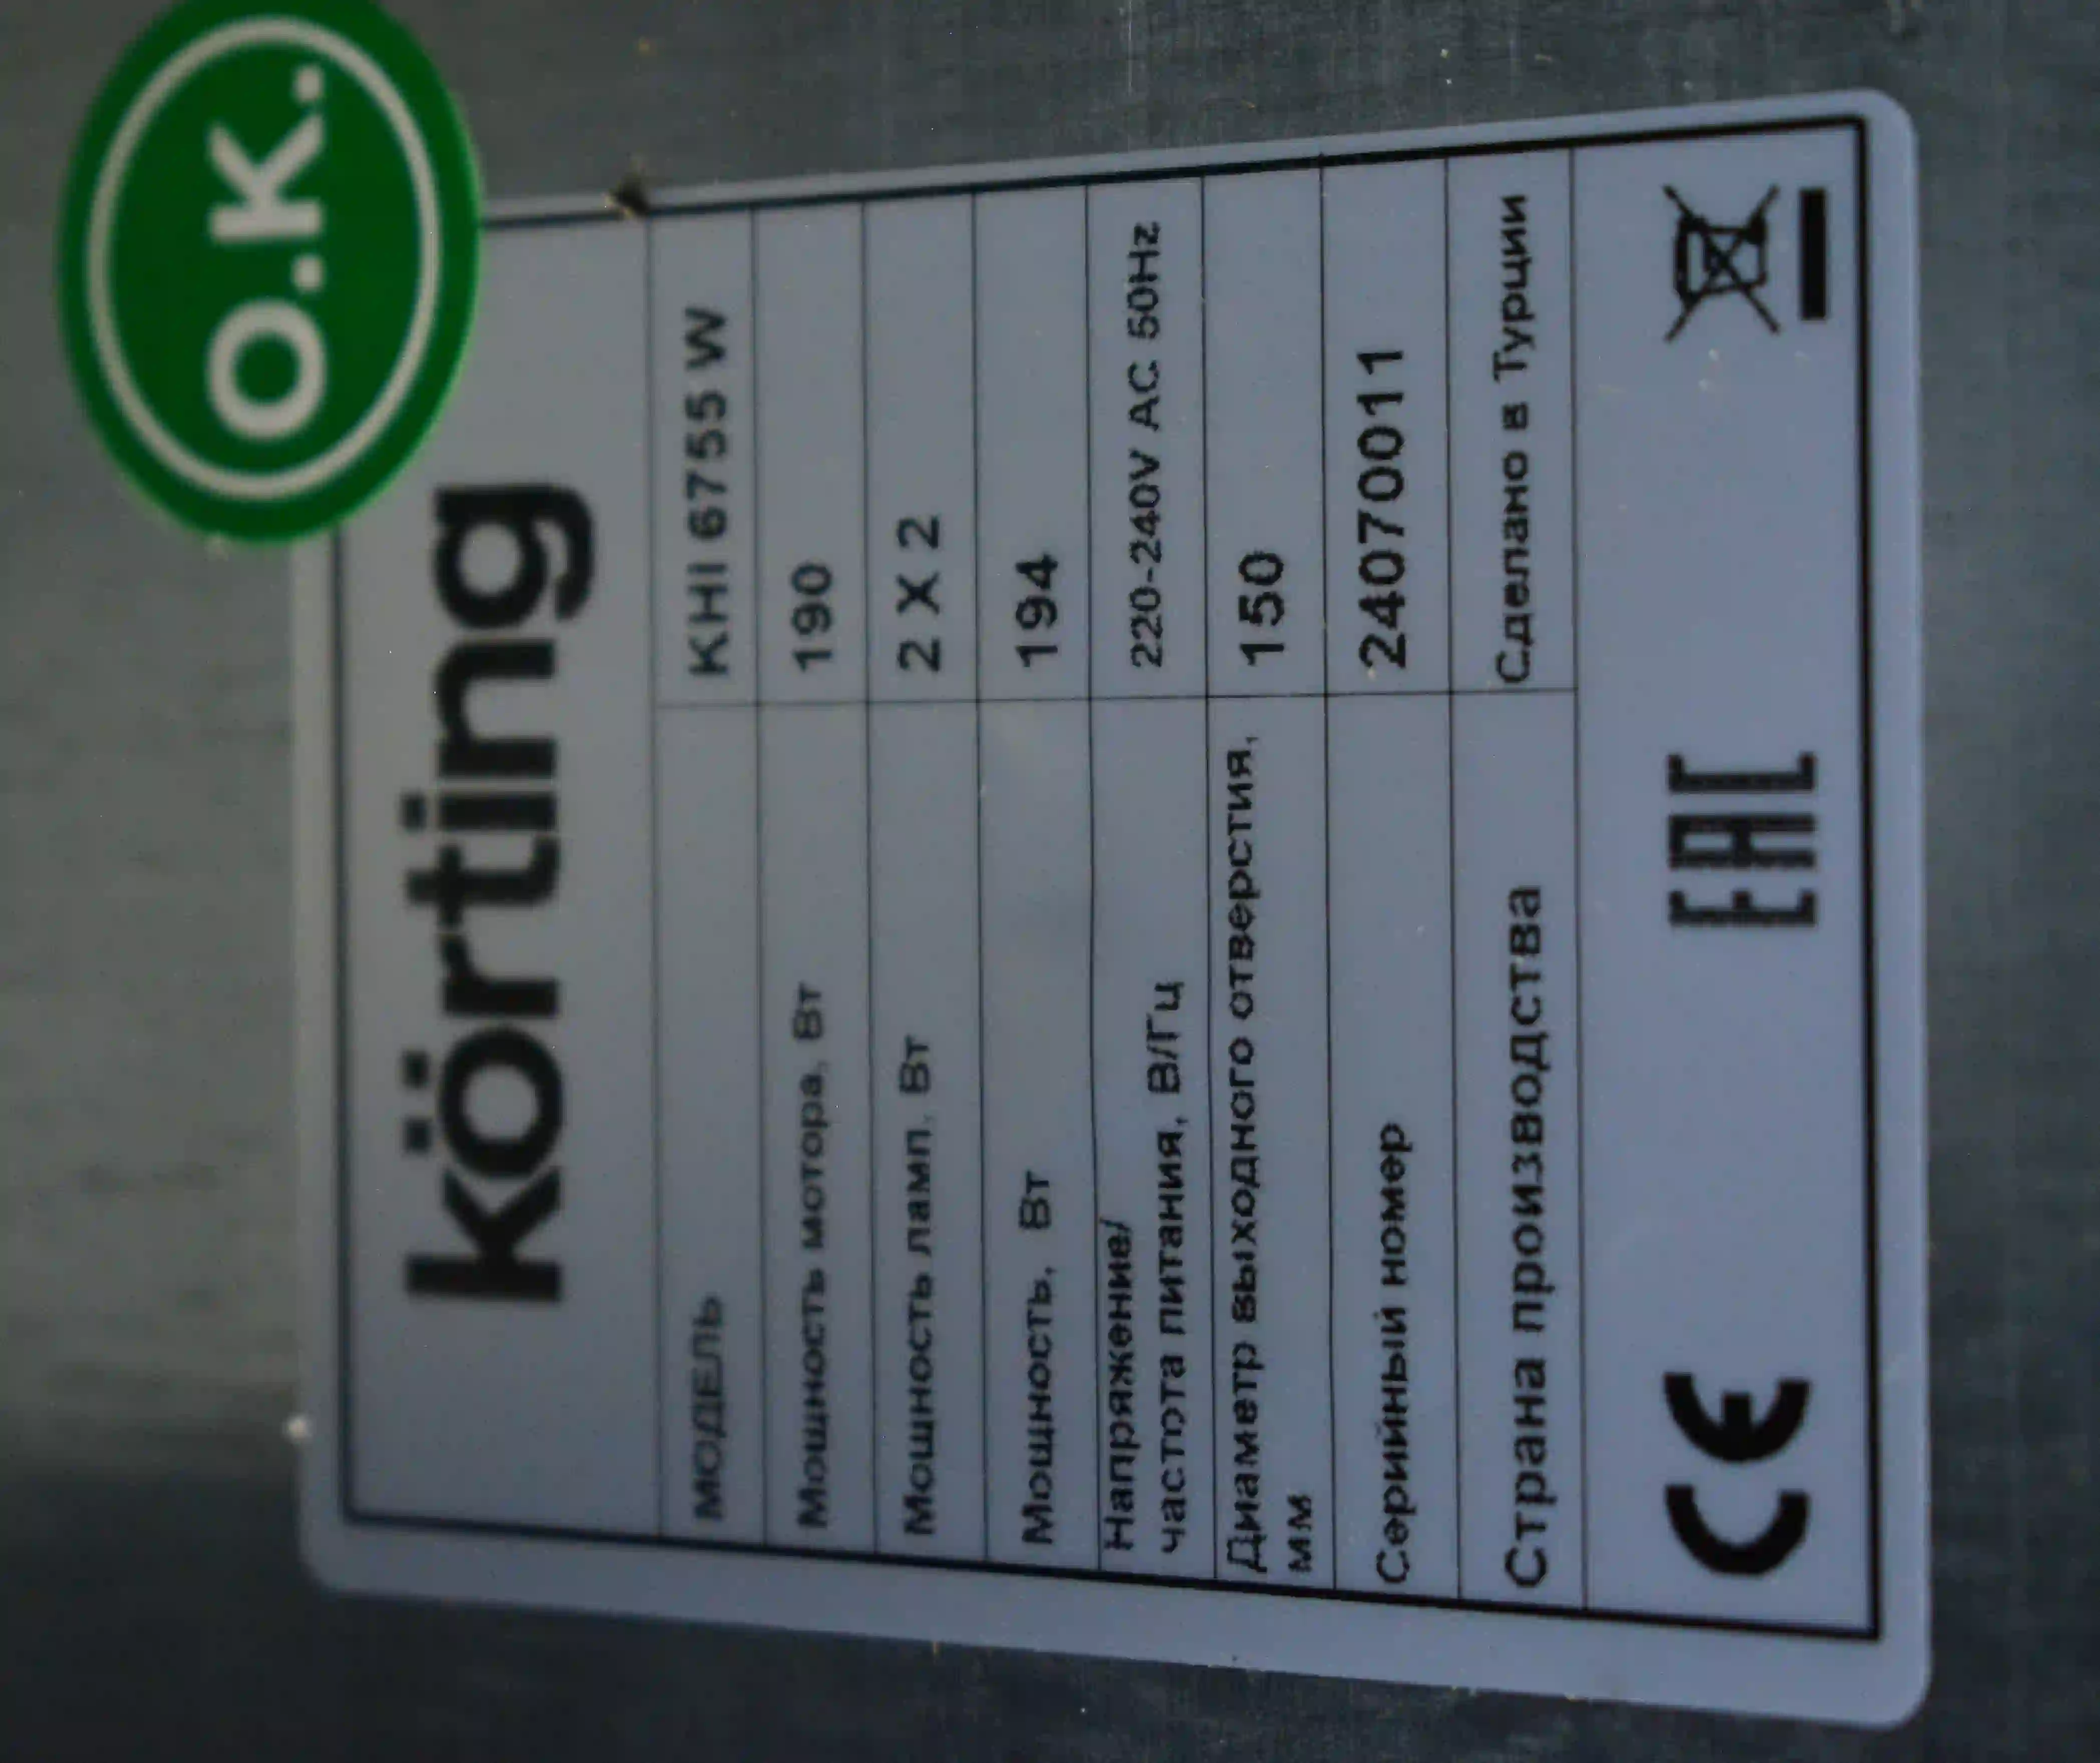 O.K.
körting
МОДЕЛЬ KHI 6755 W
Мощность мотора, Вт 190
Мощность ламп, Вт 2 X 2
Мощность, Вт 194
Напряжение/
частота питания, В/Гц 220-240V AC 50Hz
Диаметр выходного отверстия,
мм 150
Серийный номер 24070011
Страна производства Сделано в Турции
CE EAC